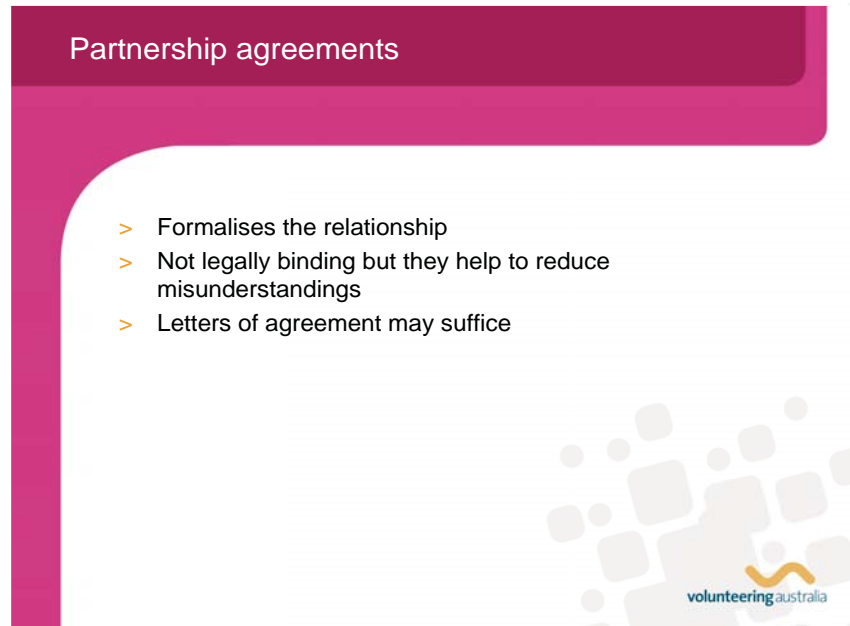 Partnership agreements
> Formalises the relationship
> Not legally binding but they help to reduce
misunderstandings
> Letters of agreement may suffice
volunteeringaustralia